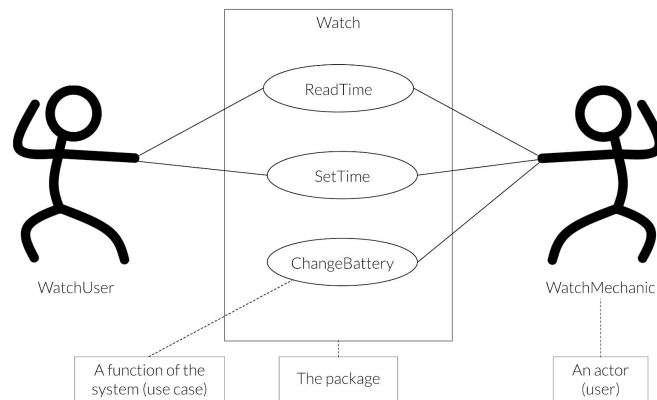 Watch
ReadTime
SetTime
ChangeBattery
WatchUser
WatchMechanic
A function of the
system (use case)
The package
An actor
(user)